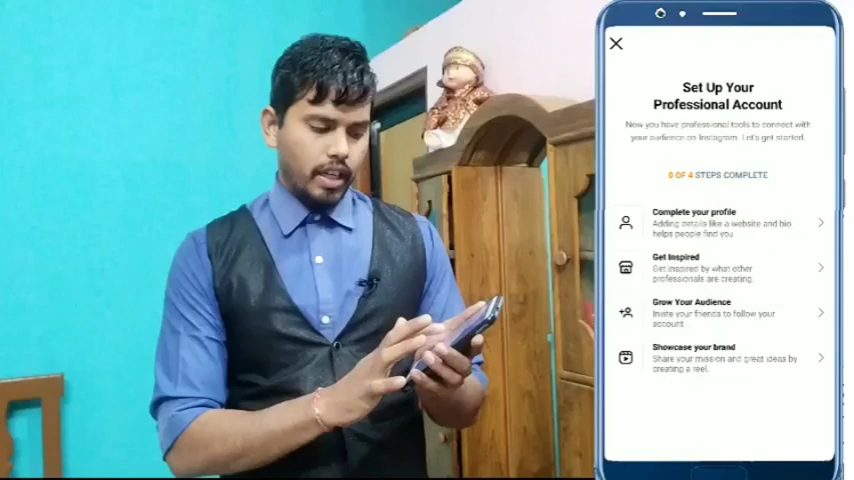 Set Up Your
Professional Account
Now you have professional tools to connect with
your audience on Instagram. Let's get started.
0 OF 4 STEPS COMPLETE
Complete your profile
Adding details like a website and bio
helps people find you
Get Inspired
Get inspired by what other
professionals are creating.
Grow Your Audience
Invite your friends to follow your
account
Showcase your brand
Share your mission and great ideas by
creating a reel.